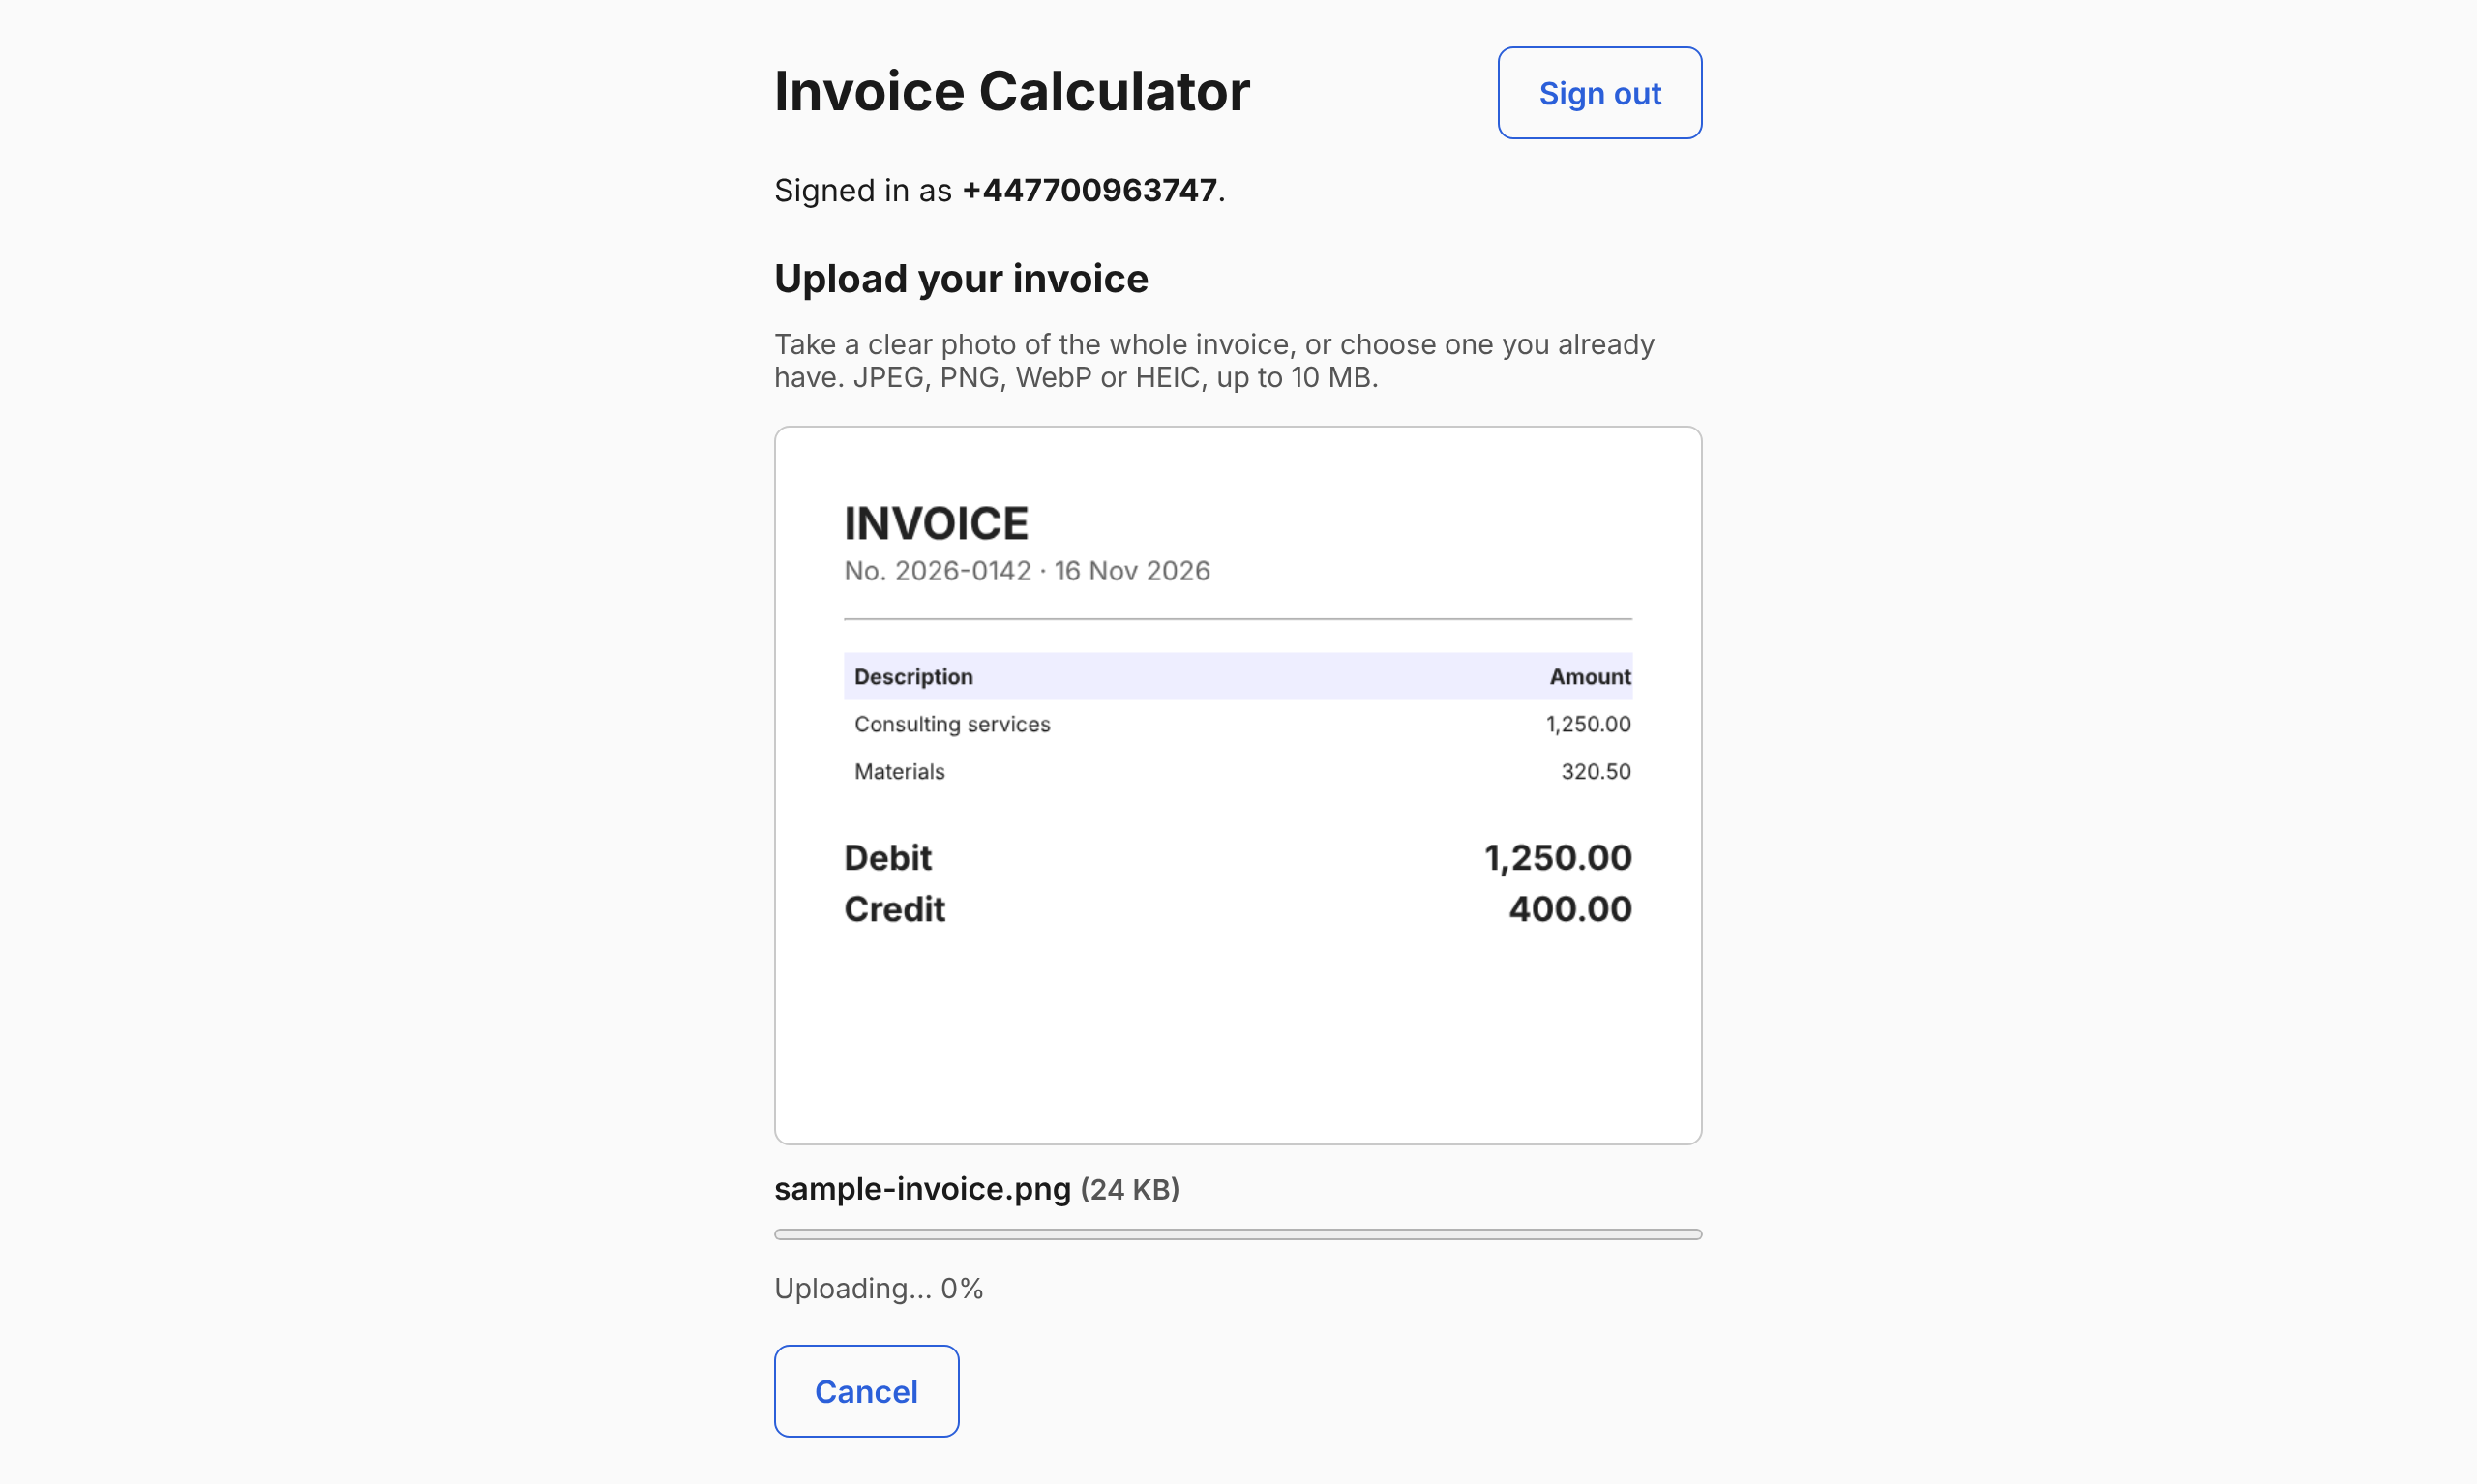 Invoice Calculator
Sign out
Signed in as +447700963747.
Upload your invoice
Take a clear photo of the whole invoice, or choose one you already
have. JPEG, PNG, WebP or HEIC, up to 10 MB.
INVOICE
No. 2026-0142 · 16 Nov 2026
Description Amount
Consulting services 1,250.00
Materials 320.50
Debit 1,250.00
Credit 400.00
sample-invoice.png (24 KB)
Uploading... 0%
Cancel